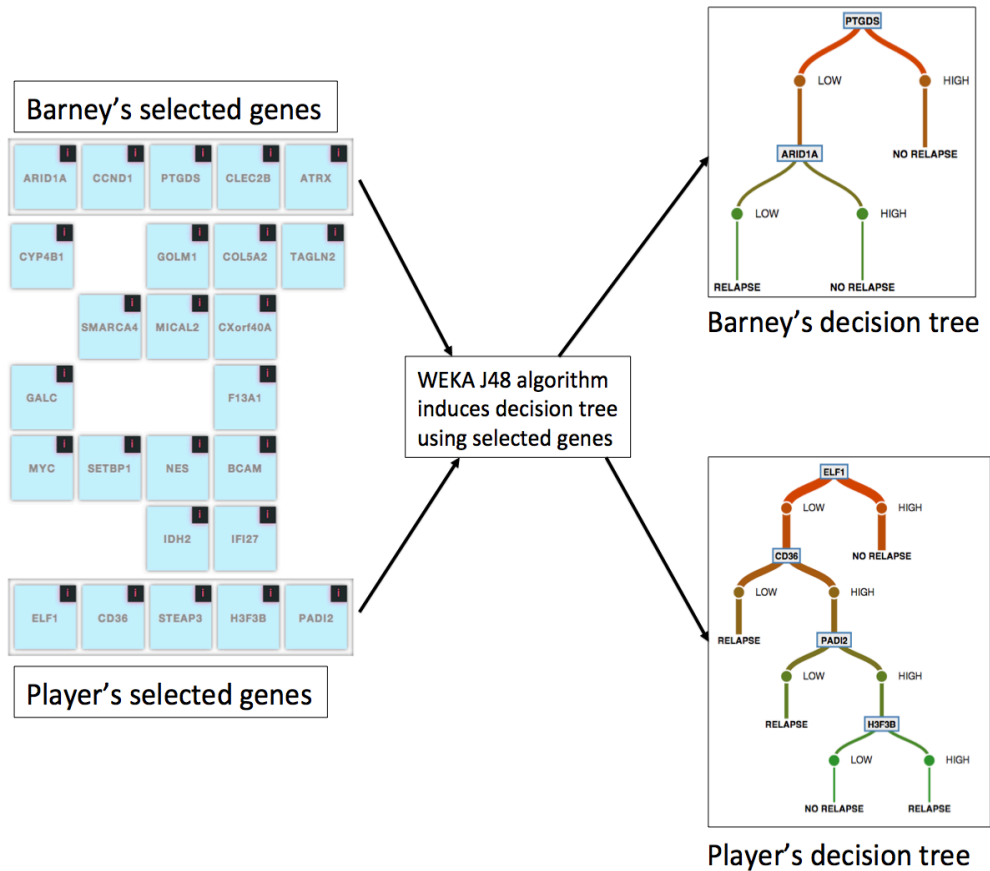 Barney's selected genes
ARID1A CCND1 PTGDS CLEC2B ATRX
i i i i i
CYP4B1 GOLM1 COL5A2 TAGLN2
i i i i
SMARCA4 MICAL2 CXorf40A
i i i
GALC F13A1
i i
MYC SETBP1 NES BCAM
i i i i
IDH2 IFI27
i i
ELF1 CD36 STEAP3 H3F3B PADI2
i i i i i
Player's selected genes
WEKA J48 algorithm
induces decision tree
using selected genes
PTGDS
LOW HIGH
ARID1A NO RELAPSE
LOW HIGH
RELAPSE NO RELAPSE
Barney's decision tree
ELF1
LOW HIGH
CD36 NO RELAPSE
LOW HIGH
RELAPSE PADI2
LOW HIGH
RELAPSE H3F3B
LOW HIGH
NO RELAPSE RELAPSE
Player's decision tree